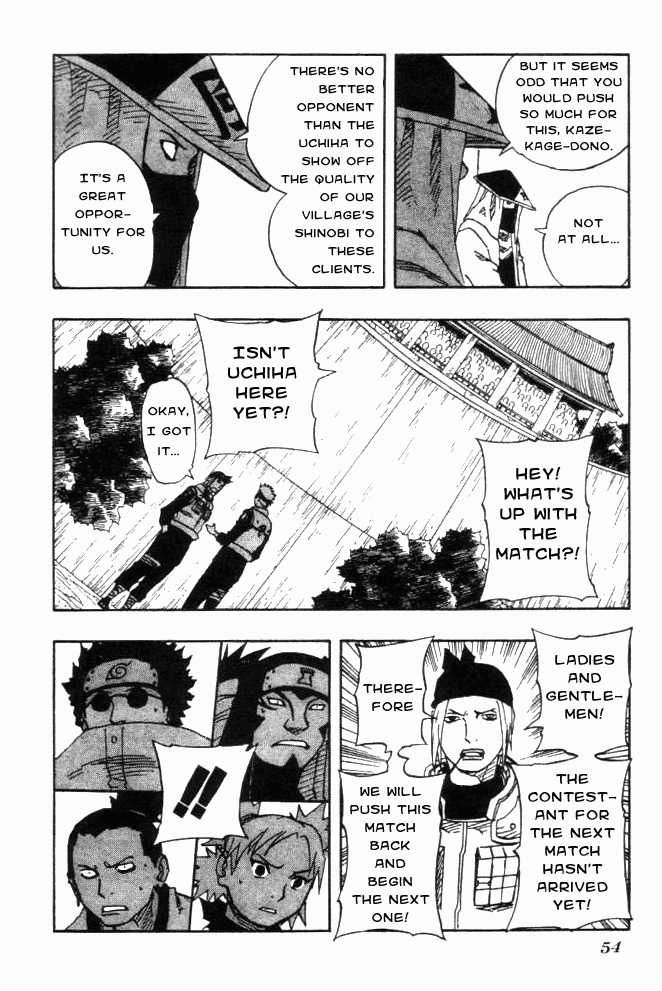 BUT IT SEEMS
ODD THAT YOU
WOULD PUSH
SO MUCH FOR
THIS, KAZE-
KAGE-DONO.
NOT
AT ALL...
THERE'S NO
BETTER
OPPONENT
THAN THE
UCHIHA TO
SHOW OFF
THE QUALITY
OF OUR
VILLAGE'S
SHINOBI TO
THESE
CLIENTS.
IT'S A
GREAT
OPPOR-
TUNITY FOR
US.
HEY!
WHAT'S
UP WITH
THE
MATCH?!
ISN'T
UCHIHA
HERE
YET?!
OKAY,
I GOT
IT...
LADIES
AND
GENTLE-
MEN!
THE
CONTEST-
ANT FOR
THE NEXT
MATCH
HASN'T
ARRIVED
YET!
THERE-
FORE
WE WILL
PUSH THIS
MATCH
BACK
AND
BEGIN
THE NEXT
ONE!
!!
54